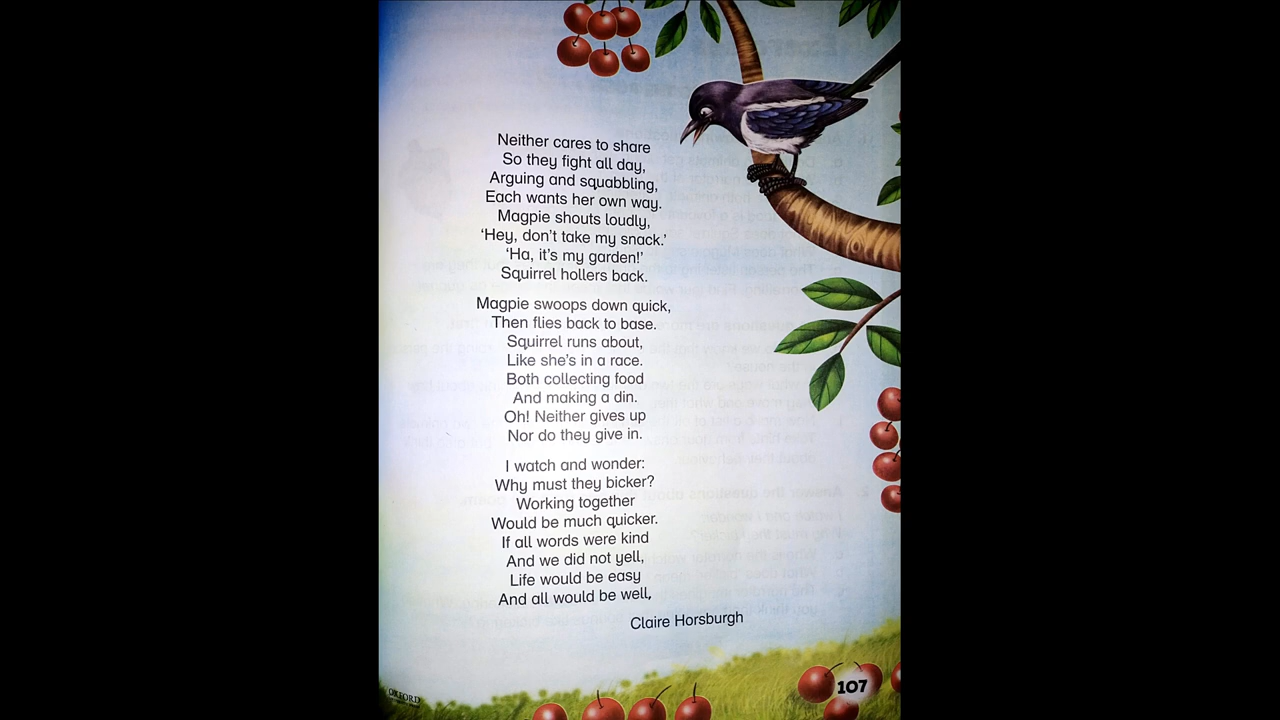 Neither cares to share
So they fight all day,
Arguing and squabbling,
Each wants her own way.
Magpie shouts loudly,
‘Hey, don’t take my snack.’
‘Ha, it’s my garden!’
Squirrel hollers back.
Magpie swoops down quick,
Then flies back to base.
Squirrel runs about,
Like she’s in a race.
Both collecting food
And making a din.
Oh! Neither gives up
Nor do they give in.
I watch and wonder:
Why must they bicker?
Working together
Would be much quicker.
If all words were kind
And we did not yell,
Life would be easy
And all would be well,
Claire Horsburgh
OXFORD
107